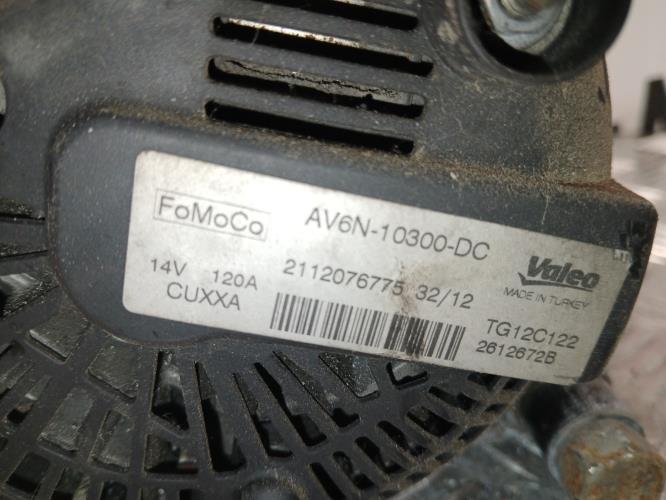 FoMoCo AV6N-10300-DC
Valeo
MADE IN TURKEY
14V 120A 2112076775 32/12
CUXXA
TG12C122
2612672B